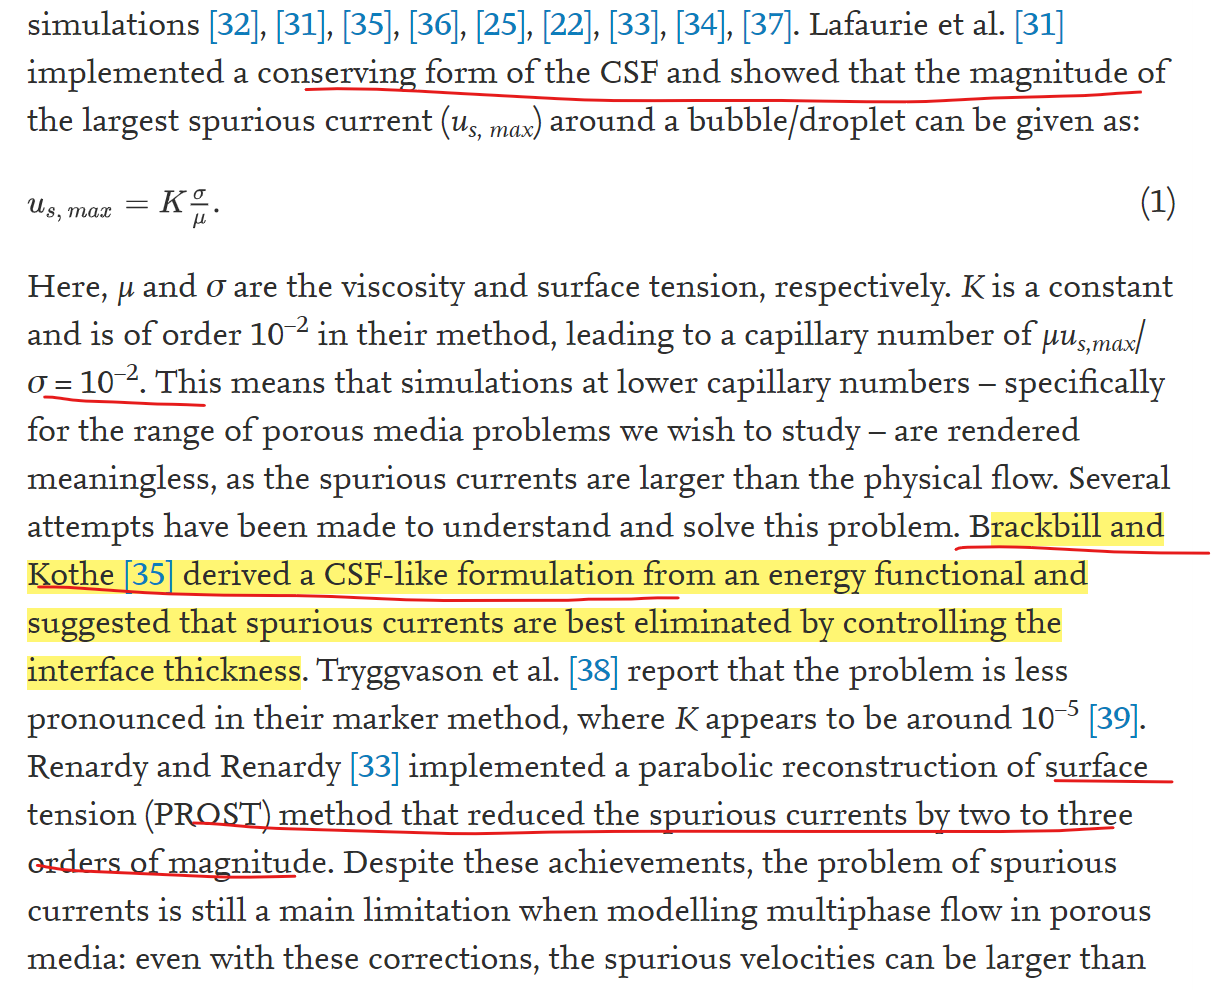 simulations [32], [31], [35], [36], [25], [22], [33], [34], [37]. Lafaurie et al. [31]
implemented a conserving form of the CSF and showed that the magnitude of
the largest spurious current (u_{s, max}) around a bubble/droplet can be given as:
u_{s, max} = K \frac{σ}{μ}. (1)
Here, μ and σ are the viscosity and surface tension, respectively. K is a constant
and is of order 10^{−2} in their method, leading to a capillary number of μu_{s,max}/
σ = 10^{−2}. This means that simulations at lower capillary numbers – specifically
for the range of porous media problems we wish to study – are rendered
meaningless, as the spurious currents are larger than the physical flow. Several
attempts have been made to understand and solve this problem. Brackbill and
Kothe [35] derived a CSF-like formulation from an energy functional and
suggested that spurious currents are best eliminated by controlling the
interface thickness. Tryggvason et al. [38] report that the problem is less
pronounced in their marker method, where K appears to be around 10^{−5} [39].
Renardy and Renardy [33] implemented a parabolic reconstruction of surface
tension (PROST) method that reduced the spurious currents by two to three
orders of magnitude. Despite these achievements, the problem of spurious
currents is still a main limitation when modelling multiphase flow in porous
media: even with these corrections, the spurious velocities can be larger than